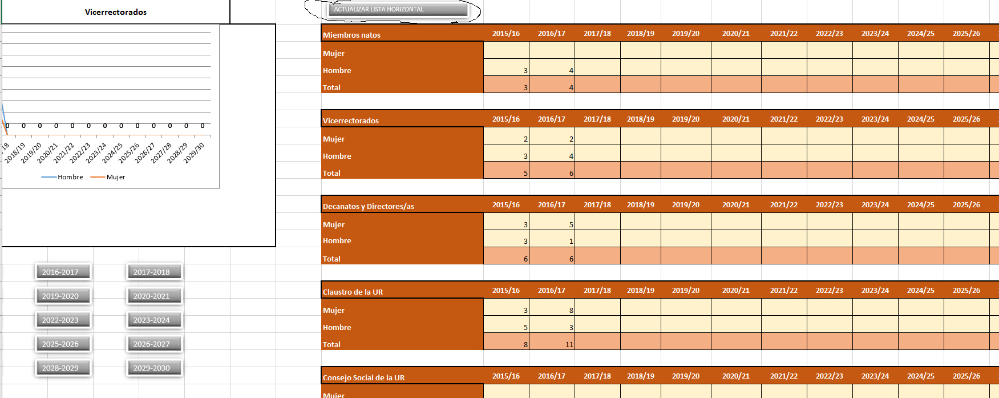 Vicerrectorados
ACTUALIZAR LISTA HORIZONTAL
0 0 0 0 0 0 0 0 0 0 0 0 0
18 2018/19 2019/20 2020/21 2021/22 2022/23 2023/24 2024/25 2025/26 2026/27 2027/28 2028/29 2029/30
Hombre Mujer
2016-2017 2017-2018
2019-2020 2020-2021
2022-2023 2023-2024
2025-2026 2026-2027
2028-2029 2029-2030
Miembros natos 2015/16 2016/17 2017/18 2018/19 2019/20 2020/21 2021/22 2022/23 2023/24 2024/25 2025/26
Mujer
Hombre 3 4
Total 3 4
Vicerrectorados 2015/16 2016/17 2017/18 2018/19 2019/20 2020/21 2021/22 2022/23 2023/24 2024/25 2025/26
Mujer 2 2
Hombre 3 4
Total 5 6
Decanatos y Directores/as 2015/16 2016/17 2017/18 2018/19 2019/20 2020/21 2021/22 2022/23 2023/24 2024/25 2025/26
Mujer 3 5
Hombre 3 1
Total 6 6
Claustro de la UR 2015/16 2016/17 2017/18 2018/19 2019/20 2020/21 2021/22 2022/23 2023/24 2024/25 2025/26
Mujer 3 8
Hombre 5 3
Total 8 11
Consejo Social de la UR 2015/16 2016/17 2017/18 2018/19 2019/20 2020/21 2021/22 2022/23 2023/24 2024/25 2025/26
Mujer